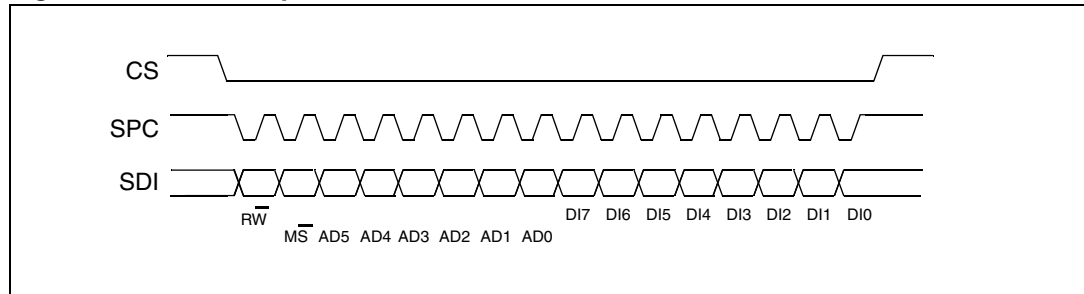 CS
SPC
SDI
RW̅ DI7 DI6 DI5 DI4 DI3 DI2 DI1 DI0
MS̅ AD5 AD4 AD3 AD2 AD1 AD0